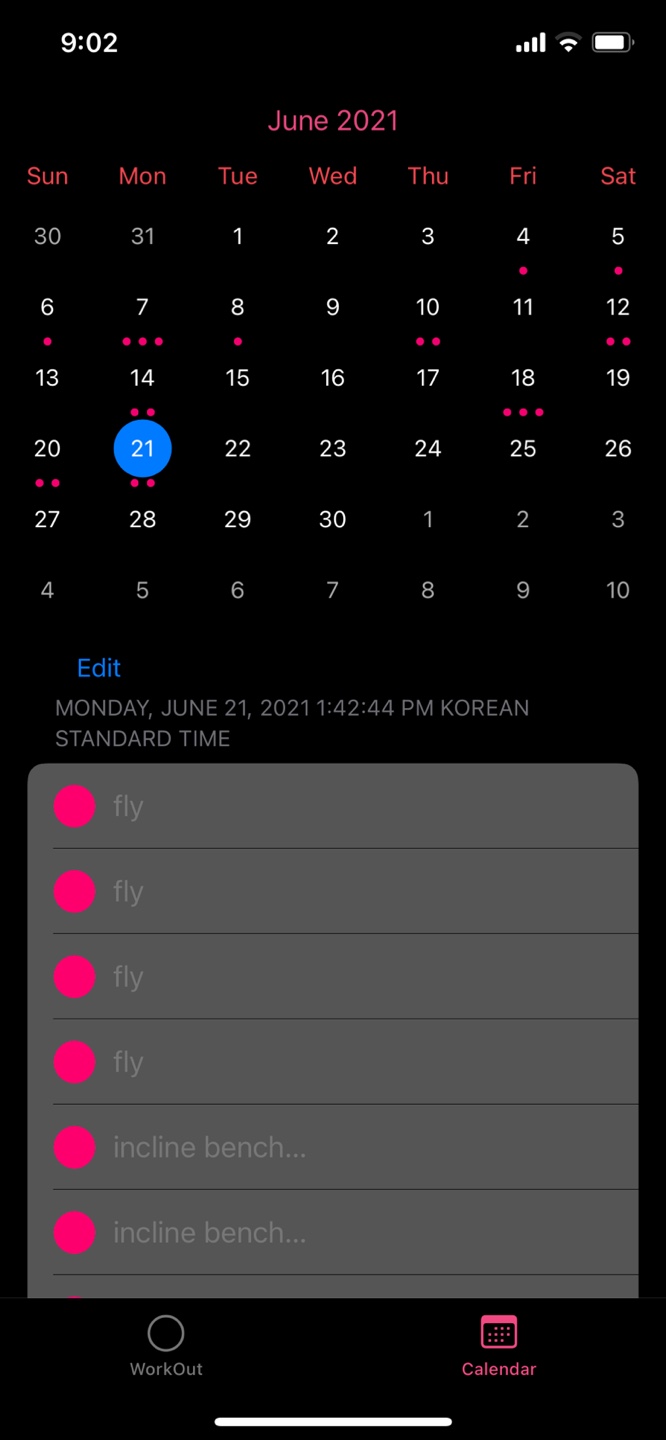 9:02
June 2021
Sun Mon Tue Wed Thu Fri Sat
30 31 1 2 3 4 5
6 7 8 9 10 11 12
13 14 15 16 17 18 19
20 21 22 23 24 25 26
27 28 29 30 1 2 3
4 5 6 7 8 9 10
Edit
MONDAY, JUNE 21, 2021 1:42:44 PM KOREAN
STANDARD TIME
fly
fly
fly
fly
incline bench...
incline bench...
WorkOut Calendar